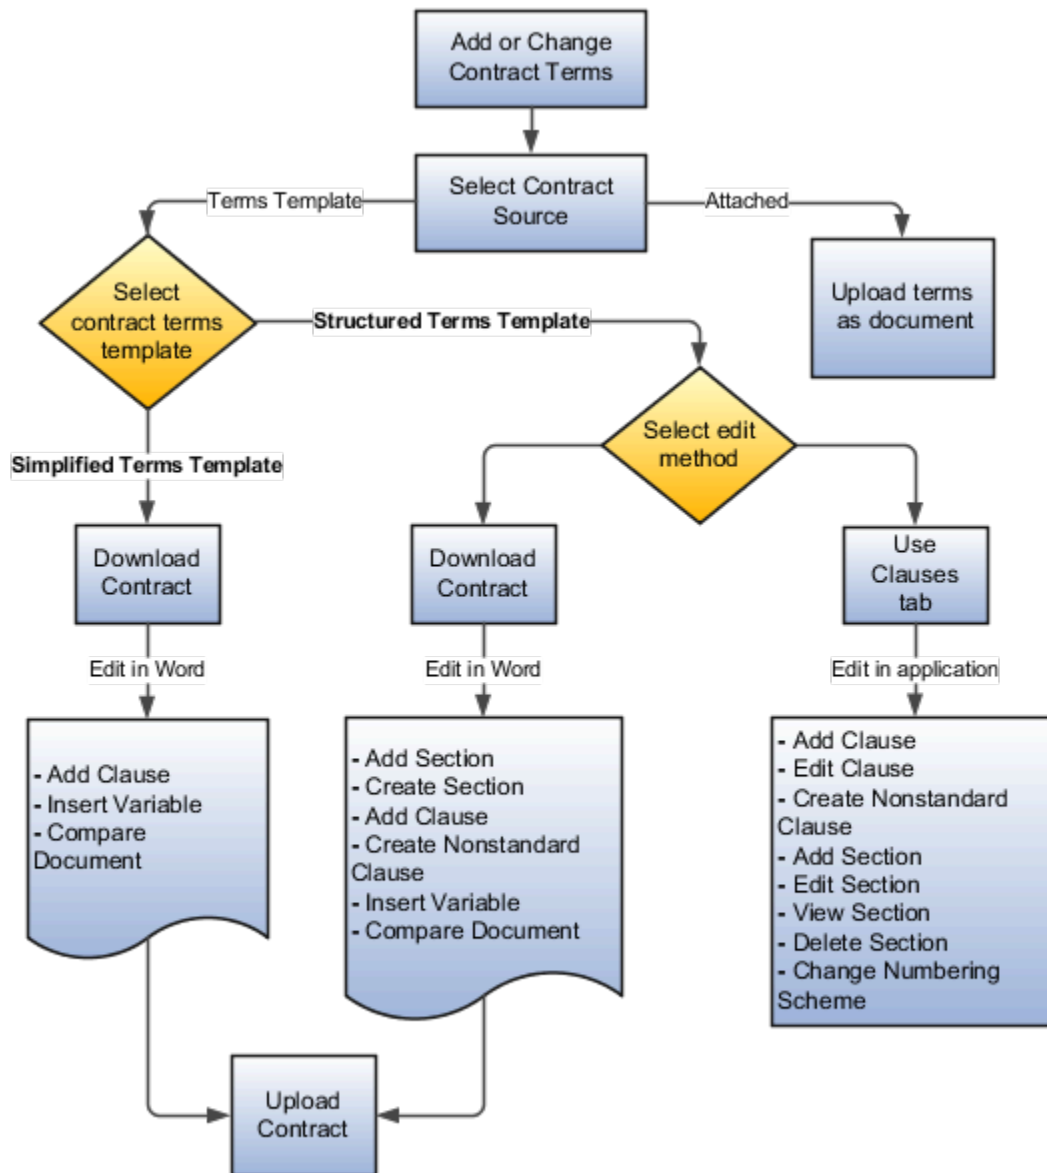 Add or Change
Contract Terms
Select Contract
Source
Terms Template
Attached
Select
contract terms
template
Structured Terms Template
Upload terms
as document
Select edit
method
Simplified Terms Template
Download
Contract
Download
Contract
Use
Clauses
tab
Edit in Word
Edit in Word
Edit in application
- Add Clause
- Insert Variable
- Compare
Document
- Add Section
- Create Section
- Add Clause
- Create Nonstandard
Clause
- Insert Variable
- Compare Document
- Add Clause
- Edit Clause
- Create Nonstandard
Clause
- Add Section
- Edit Section
- View Section
- Delete Section
- Change Numbering
Scheme
Upload
Contract